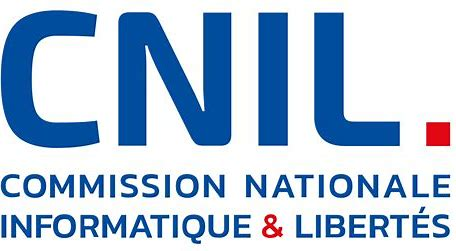 CNIL.
COMMISSION NATIONALE
INFORMATIQUE & LIBERTÉS